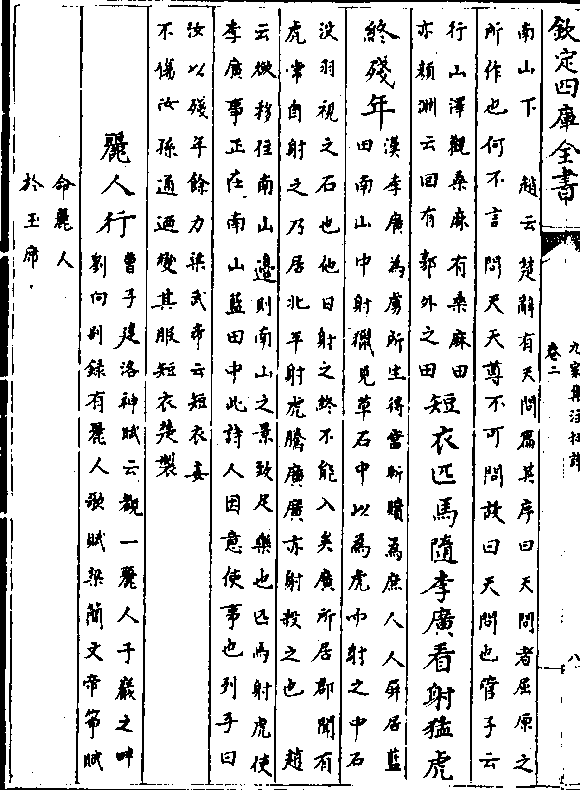 欽定四庫全書
九家集注杜詩
卷二
八
南山下
趙云楚辭有天問篇其序曰天問者屈原之
所作也何不言問天天尊不可問故曰天問也管子云
行山澤觀桑麻有桑麻田
亦顔淵云回有郭外之田
短衣匹馬隨李廣看射猛虎
終殘年
漢李廣為虜所生得當斬贖為庶人人屏居藍
田南山中射獵見草石中以為虎而射之中石
没羽視之石也他日射之終不能入矣廣所居郡聞有
虎常自射之乃居北平射虎騰廣廣亦射殺之也 趙
云欲移住南山邉則南山之景致足樂也匹馬射虎使
李廣事正在南山藍田中此詩人因意使事也列子曰
汝以殘年餘力梁武帝云短衣妾
不傷汝孫通通變其服短衣楚製
麗人行
曹子建洛神賦云覩一麗人于巖之畔
劉向别録有麗人歌賦梁簡文帝筝賦
命麗人
於玉席